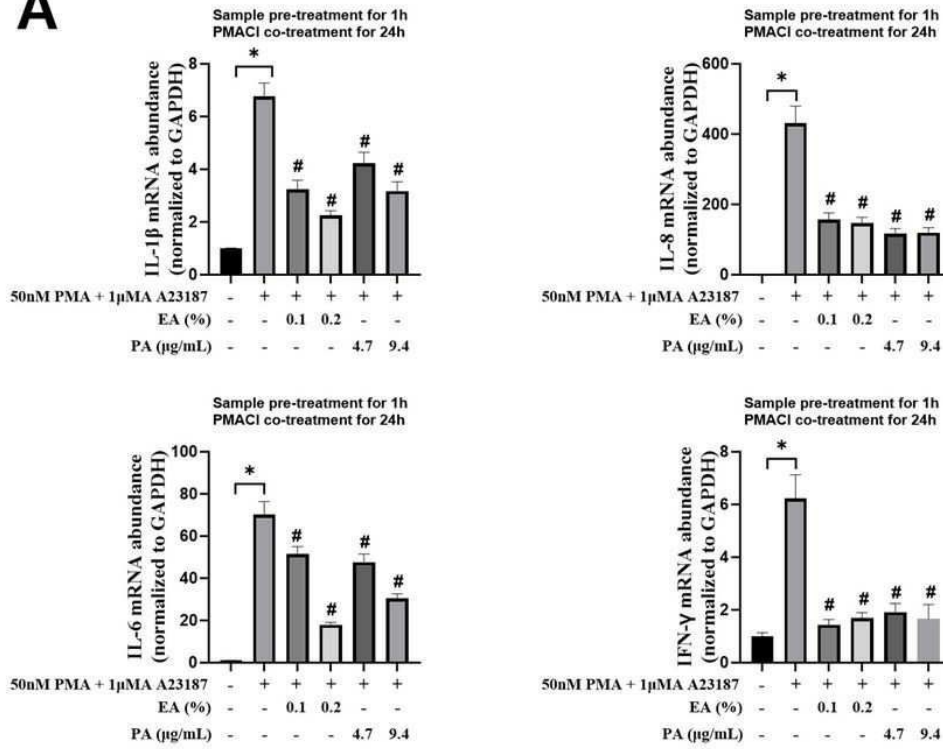 A
Sample pre-treatment for 1h
PMACI co-treatment for 24h
IL-1β mRNA abundance
(normalized to GAPDH)
8
6
4
2
0
*
#
#
#
#
50nM PMA + 1μMA A23187 - + + + + +
EA (%) - - 0.1 0.2 - -
PA (μg/mL) - - - - 4.7 9.4
Sample pre-treatment for 1h
PMACI co-treatment for 24h
IL-8 mRNA abundance
(normalized to GAPDH)
600
400
200
0
*
#
#
#
#
50nM PMA + 1μMA A23187 - + + + + +
EA (%) - - 0.1 0.2 - -
PA (μg/mL) - - - - 4.7 9.4
Sample pre-treatment for 1h
PMACI co-treatment for 24h
IL-6 mRNA abundance
(normalized to GAPDH)
100
80
60
40
20
0
*
#
#
#
#
50nM PMA + 1μMA A23187 - + + + + +
EA (%) - - 0.1 0.2 - -
PA (μg/mL) - - - - 4.7 9.4
Sample pre-treatment for 1h
PMACI co-treatment for 24h
IFN-γ mRNA abundance
(normalized to GAPDH)
8
6
4
2
0
*
#
#
#
#
50nM PMA + 1μMA A23187 - + + + + +
EA (%) - - 0.1 0.2 - -
PA (μg/mL) - - - - 4.7 9.4